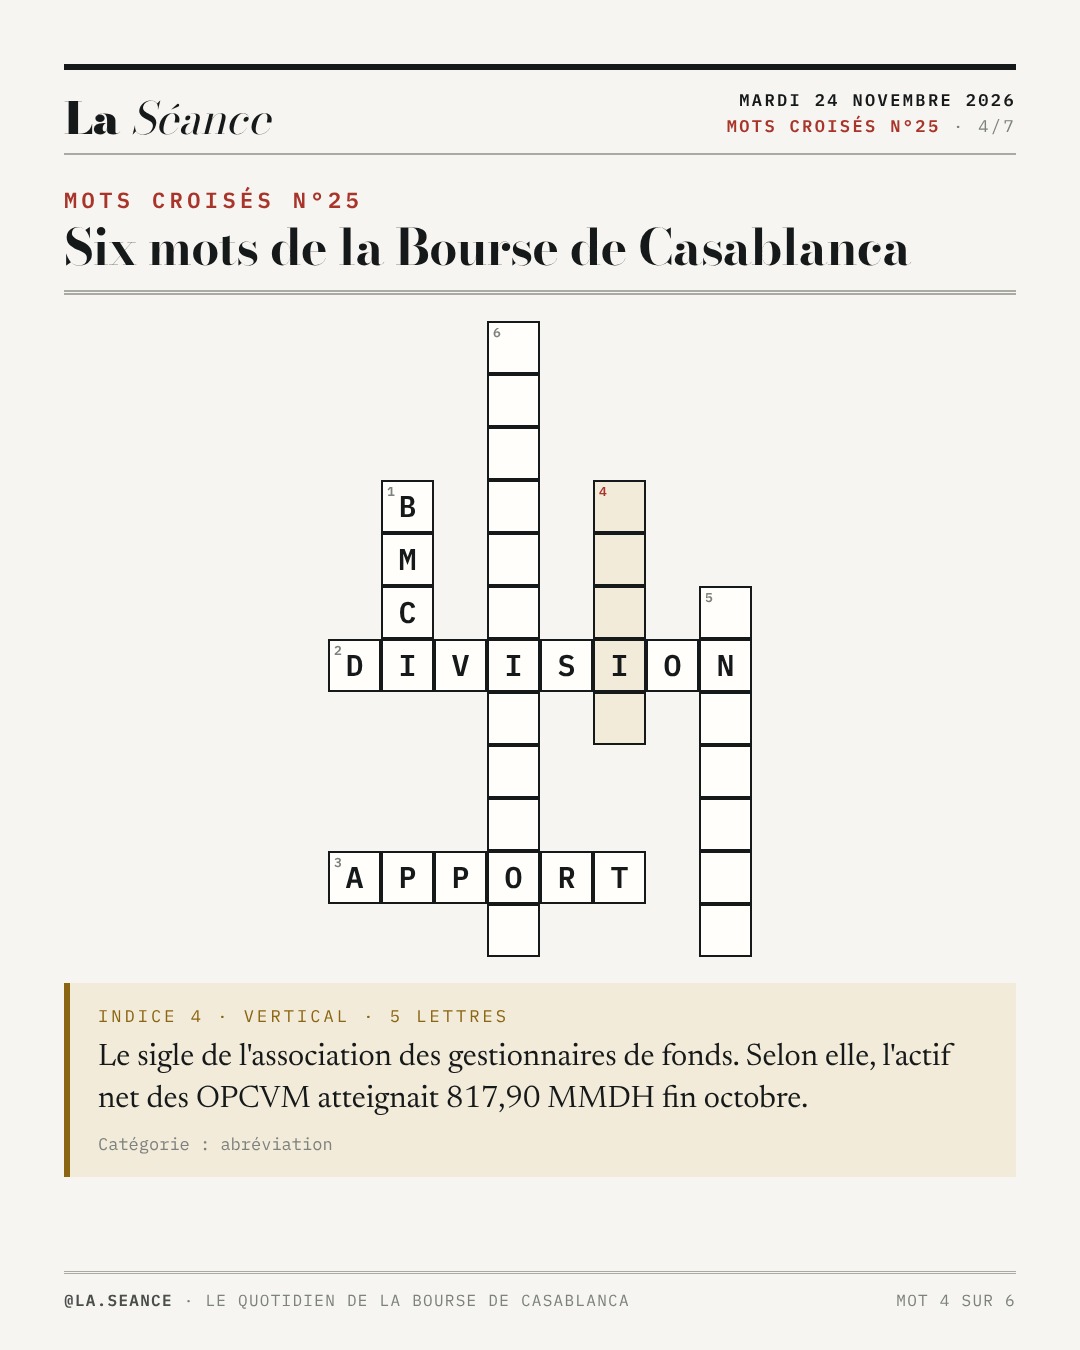 La Séance
MARDI 24 NOVEMBRE 2026
MOTS CROISÉS N°25 · 4/7
MOTS CROISÉS N°25
Six mots de la Bourse de Casablanca
6
1 B
4
M
C
5
2 D I V I S I O N
3 A P P O R T
INDICE 4 · VERTICAL · 5 LETTRES
Le sigle de l'association des gestionnaires de fonds. Selon elle, l'actif
net des OPCVM atteignait 817,90 MMDH fin octobre.
Catégorie : abréviation
@LA.SEANCE · LE QUOTIDIEN DE LA BOURSE DE CASABLANCA
MOT 4 SUR 6